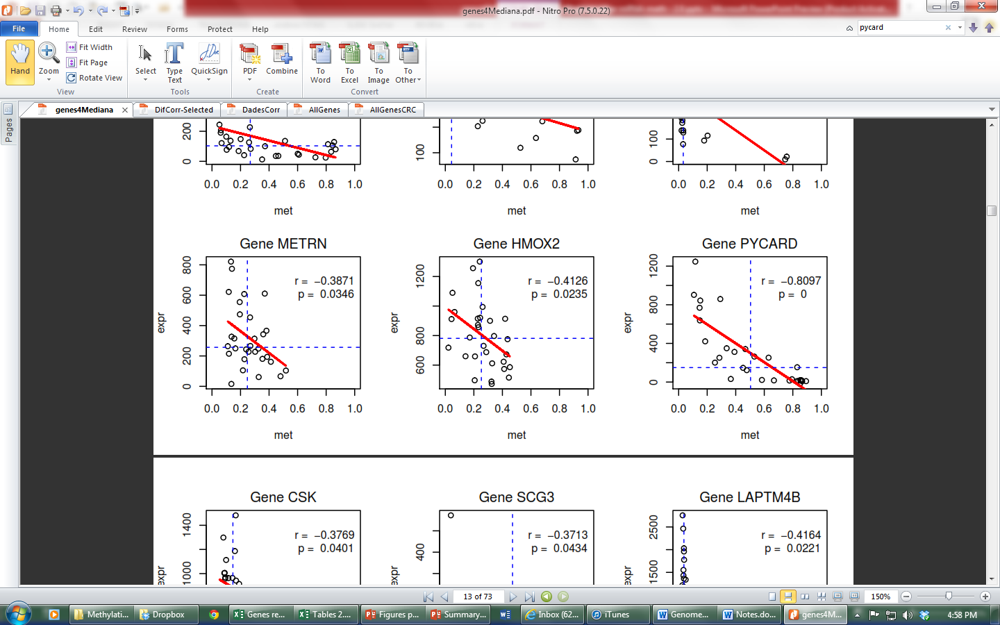 genes4Mediana.pdf - Nitro Pro (7.5.0.22)
File Home Edit Review Forms Protect Help
pycard
Hand
Zoom
Fit Width
Fit Page
Rotate View
View
Select
Type Text
QuickSign
Tools
PDF
Combine
Create
To Word
To Excel
To Image
To Other
Convert
Pages
genes4Mediana DifCorr-Selected DadesCorr AllGenes AllGenesCRC
200
0
0.0 0.2 0.4 0.6 0.8 1.0
met
100
0.0 0.2 0.4 0.6 0.8 1.0
met
100
0
0.0 0.2 0.4 0.6 0.8 1.0
met
Gene METRN
r = −0.3871
p = 0.0346
expr
800
600
400
200
0
0.0 0.2 0.4 0.6 0.8 1.0
met
Gene HMOX2
r = −0.4126
p = 0.0235
expr
1200
800
600
0.0 0.2 0.4 0.6 0.8 1.0
met
Gene PYCARD
r = −0.8097
p = 0
expr
1200
800
400
0
0.0 0.2 0.4 0.6 0.8 1.0
met
Gene CSK
r = −0.3769
p = 0.0401
expr
1400
1000
Gene SCG3
r = −0.3713
p = 0.0434
expr
400
Gene LAPTM4B
r = −0.4164
p = 0.0221
expr
2500
1500
13 of 73
150%
Methylati... Dropbox Genes re... Tables 2.... Figures p... Summary... Inbox (62... iTunes Genome... Notes.do... genes4M... 4:58 PM